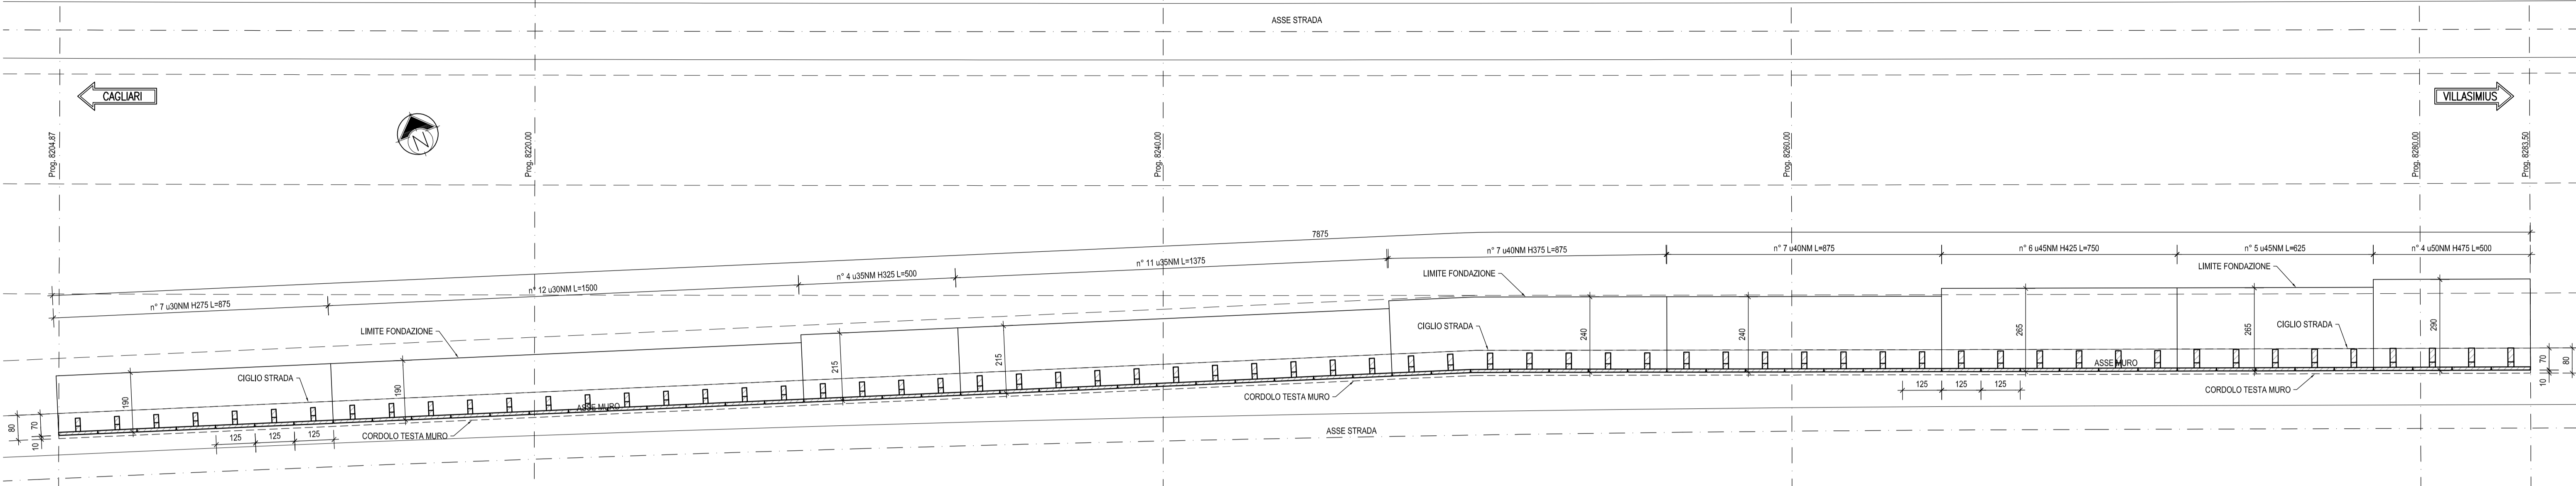 ASSE STRADA
CAGLIARI
VILLASIMIUS
N
Prog. 8204.87
Prog. 8220.00
Prog. 8240.00
Prog. 8260.00
Prog. 8280.00
Prog. 8283.50
7875
n° 7 u30NM H275 L=875
n° 12 u30NM L=1500
n° 4 u35NM H325 L=500
n° 11 u35NM L=1375
n° 7 u40NM H375 L=875
n° 7 u40NM L=875
n° 6 u45NM H425 L=750
n° 5 u45NM L=625
n° 4 u50NM H475 L=500
LIMITE FONDAZIONE
LIMITE FONDAZIONE
LIMITE FONDAZIONE
CIGLIO STRADA
CIGLIO STRADA
CIGLIO STRADA
190
190
215
215
240
240
265
265
290
ASSE MURO
ASSE MURO
80
70
10
125
125
125
CORDOLO TESTA MURO
CORDOLO TESTA MURO
125
125
125
CORDOLO TESTA MURO
70
80
10
ASSE STRADA